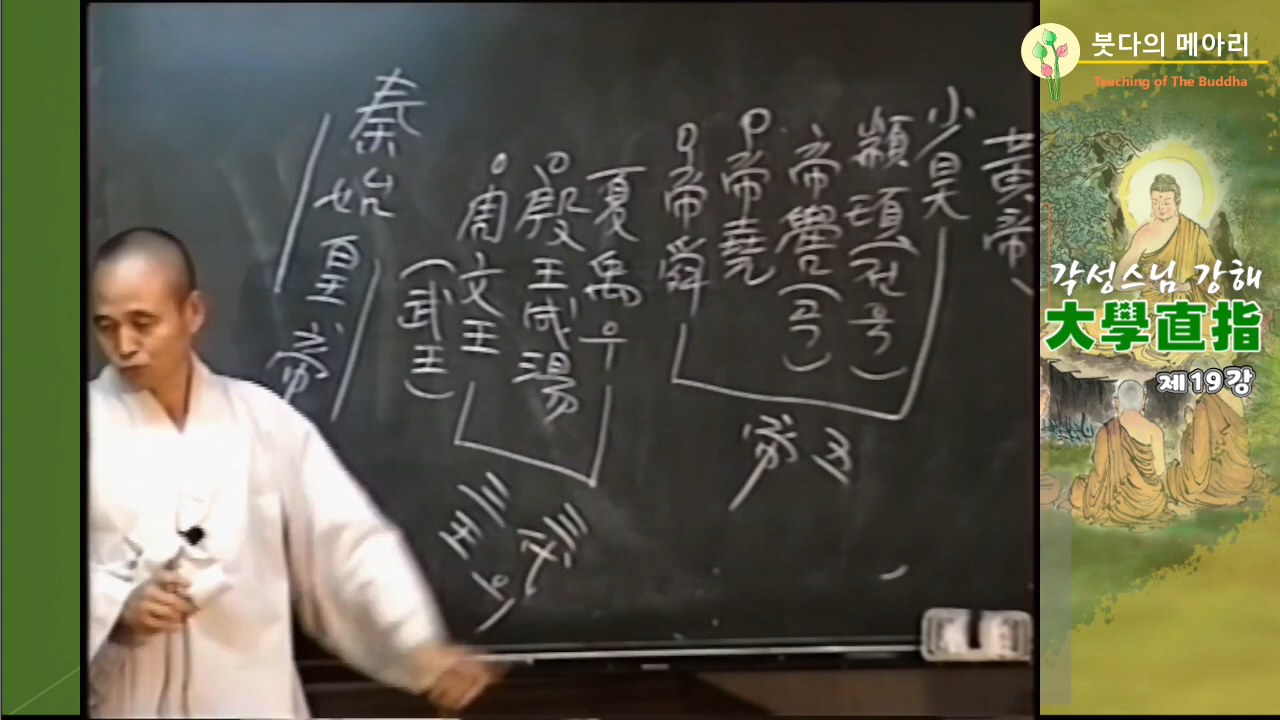 붓다의 메아리
Teaching of The Buddha
각성스님 강해
大學直指
제19강
黃帝
少昊
顓頊(전욱)
帝嚳(곡)
帝堯
帝舜
五帝
夏禹우
殷王成湯
周文王
(武王)
三王
秦始皇帝